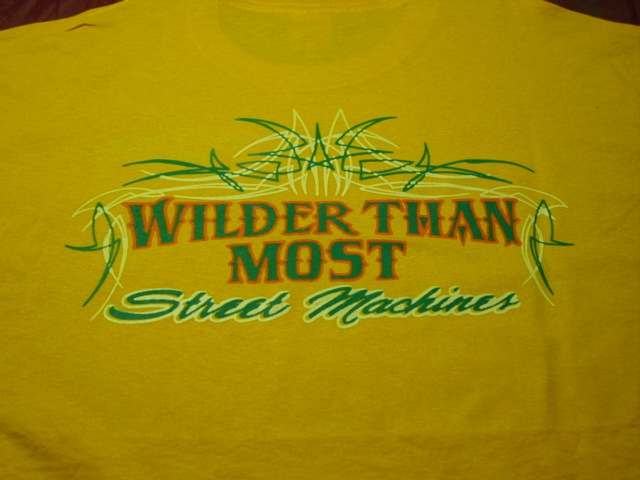 WILDER THAN
MOST
Street Machines